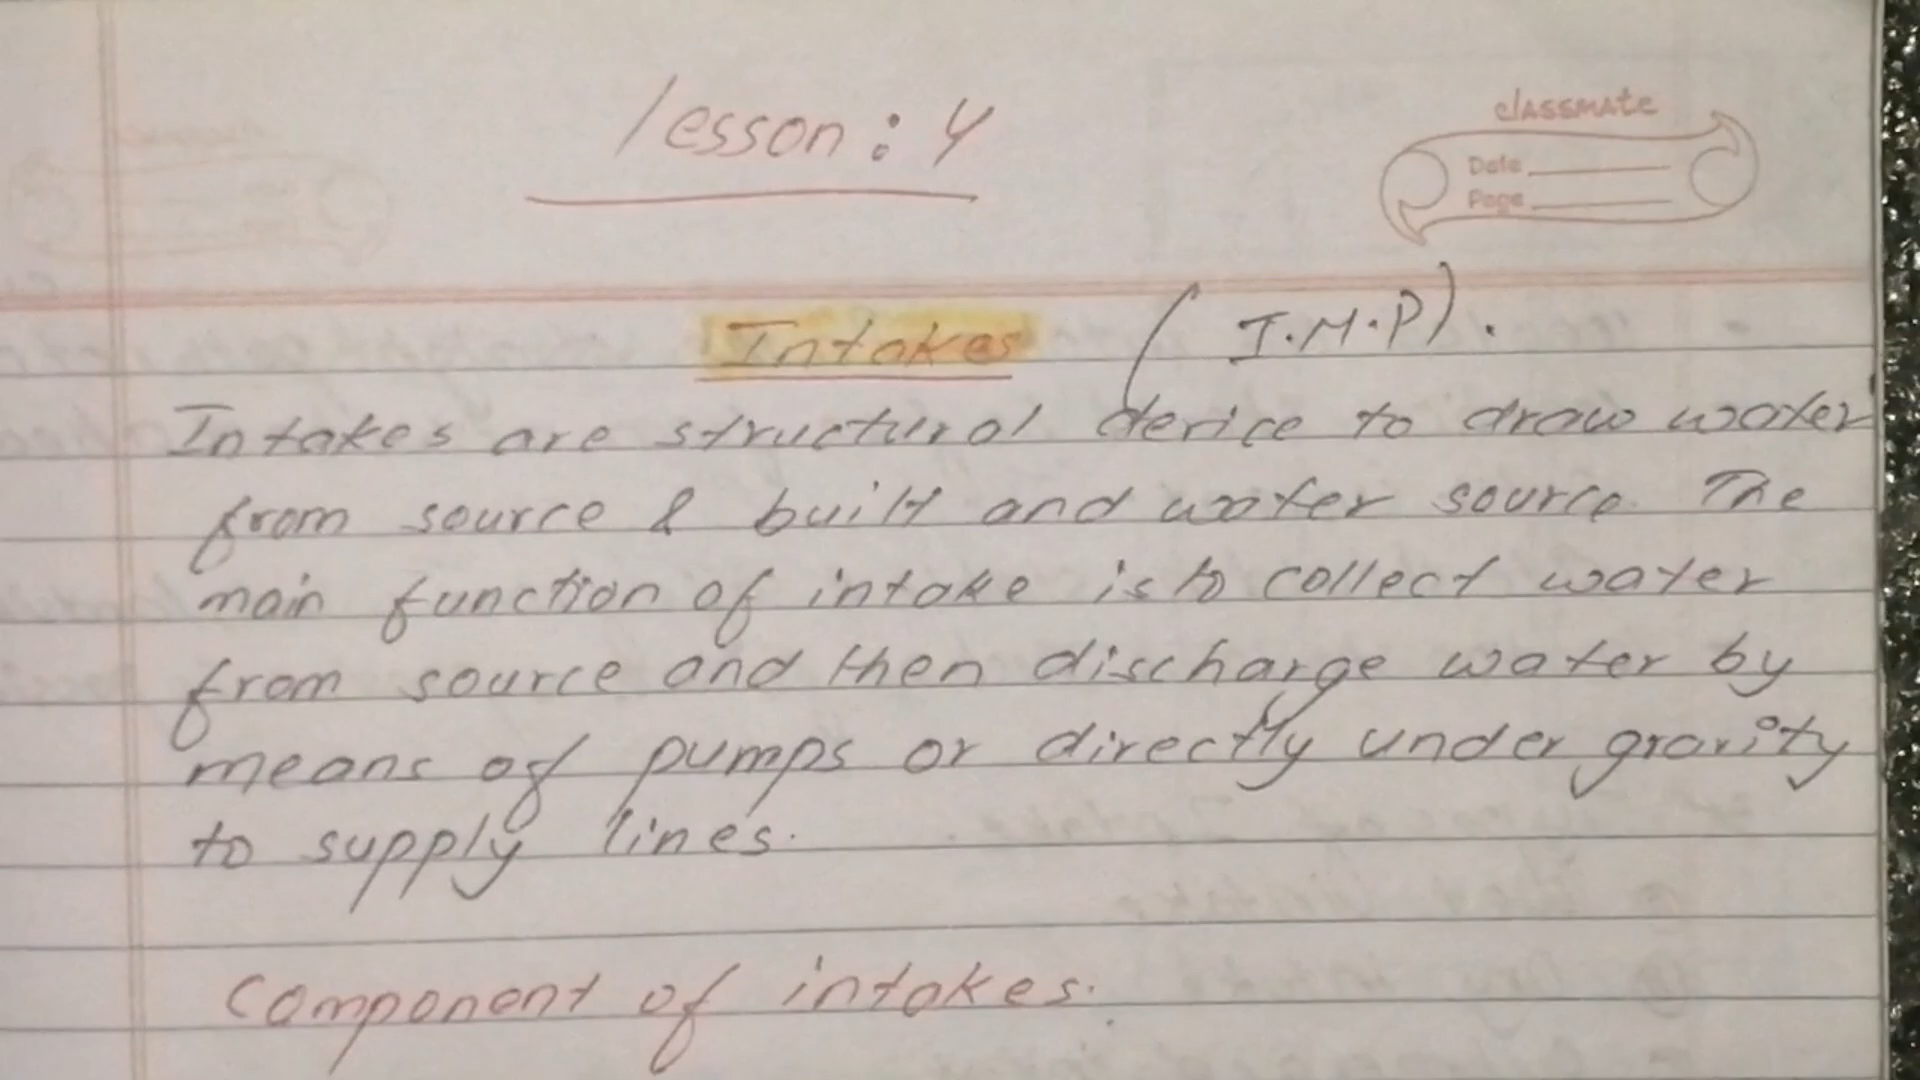 lesson : 4
classmate
Date
Page
Intakes (I.M.P).
Intakes are structural device to draw water
from source & built and water source. The
main function of intake is to collect water
from source and then discharge water by
means of pumps or directly under gravity
to supply lines.
Component of intakes.